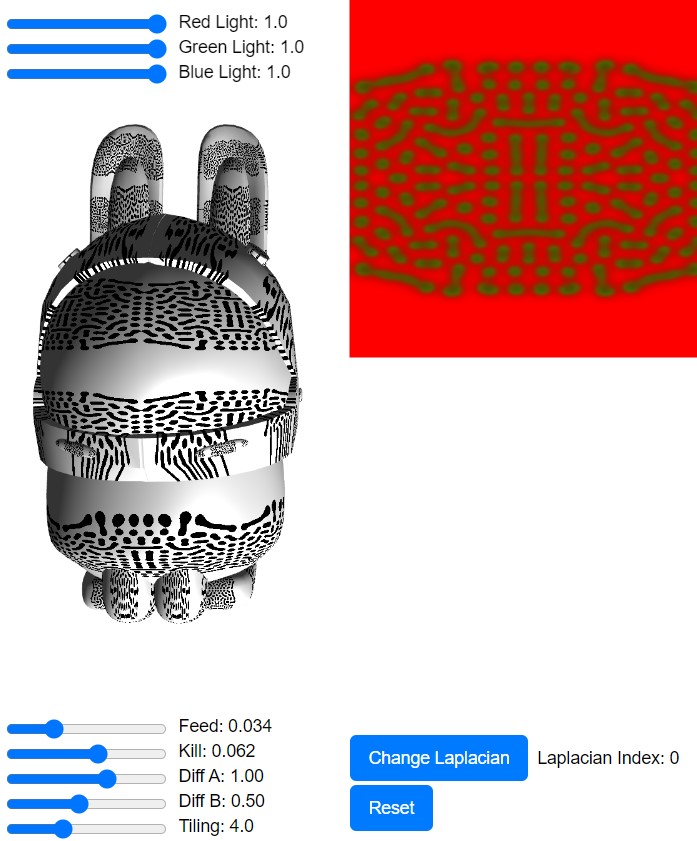 Red Light: 1.0
Green Light: 1.0
Blue Light: 1.0
Feed: 0.034
Kill: 0.062
Diff A: 1.00
Diff B: 0.50
Tiling: 4.0
Change Laplacian
Laplacian Index: 0
Reset